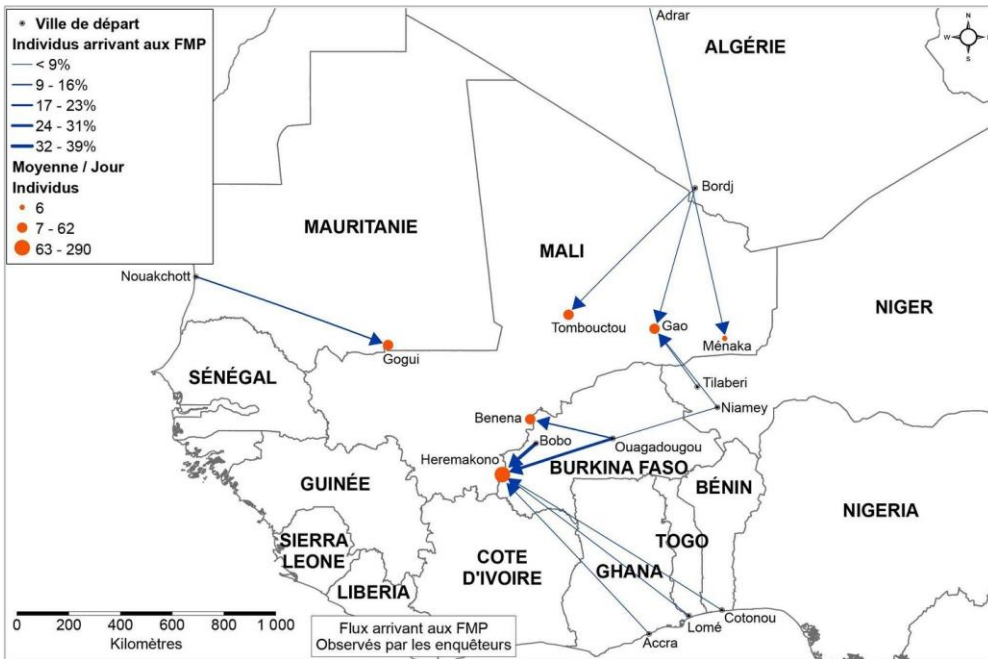 Ville de départ
Individus arrivant aux FMP
< 9%
9 - 16%
17 - 23%
24 - 31%
32 - 39%
Moyenne / Jour
Individus
6
7 - 62
63 - 290
Adrar
ALGÉRIE
N
W
E
S
Bordj
MAURITANIE
MALI
Nouakchott
NIGER
Tombouctou
Gao
Ménaka
Gogui
SÉNÉGAL
Tilaberi
Niamey
Benena
Bobo
Ouagadougou
Heremakono
BURKINA FASO
BÉNIN
GUINÉE
NIGERIA
SIERRA
LEONE
TOGO
COTE
D'IVOIRE
GHANA
LIBERIA
Cotonou
Lomé
Accra
0 200 400 600 800 1 000
Kilomètres
Flux arrivant aux FMP
Observés par les enquêteurs